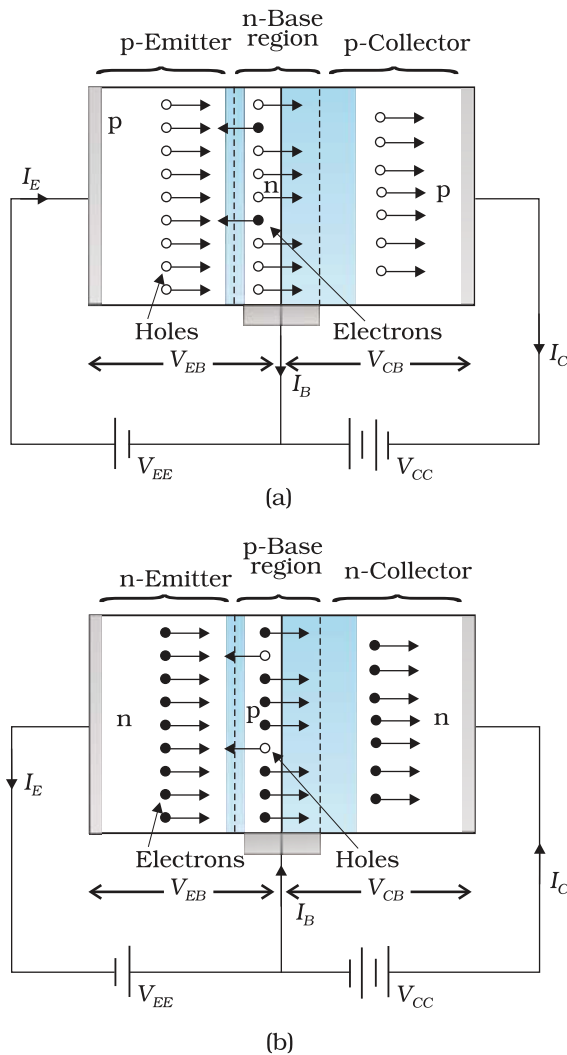 n-Base
p-Emitter region p-Collector
p
I_E
n
p
Holes Electrons
V_EB V_CB I_C
I_B
V_EE V_CC
(a)
p-Base
n-Emitter region n-Collector
n p n
I_E
Electrons Holes
V_EB V_CB I_C
I_B
V_EE V_CC
(b)